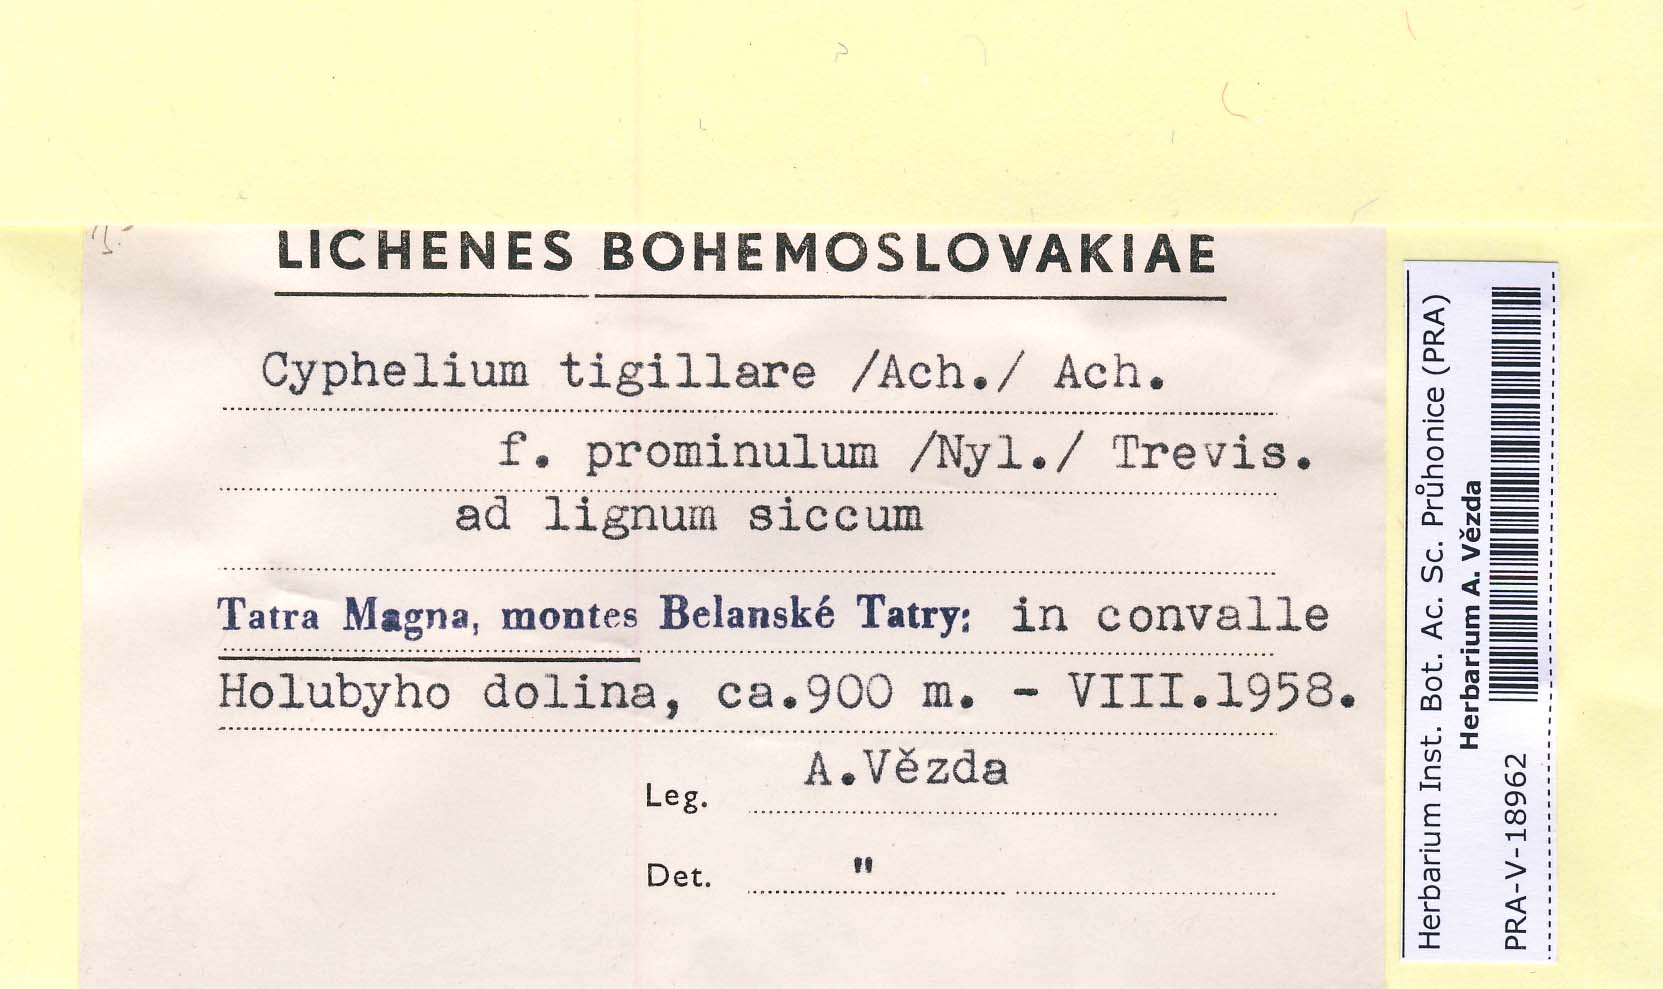 LICHENES BOHEMOSLOVAKIAE
Cyphelium tigillare /Ach./ Ach.
f. prominulum /Nyl./ Trevis.
ad lignum siccum
Tatra Magna, montes Belanské Tatry: in convalle
Holubyho dolina, ca.900 m. - VIII.1958.
Leg. A.Vězda
Det. "
Herbarium Inst. Bot. Ac. Sc. Průhonice (PRA)
Herbarium A. Vězda
PRA-V-18962